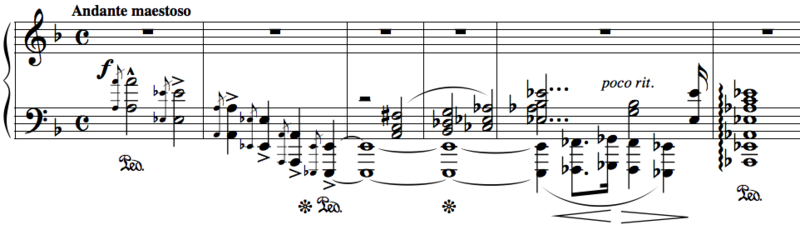 Andante maestoso
f
poco rit.
Ped.
Ped.
Ped.